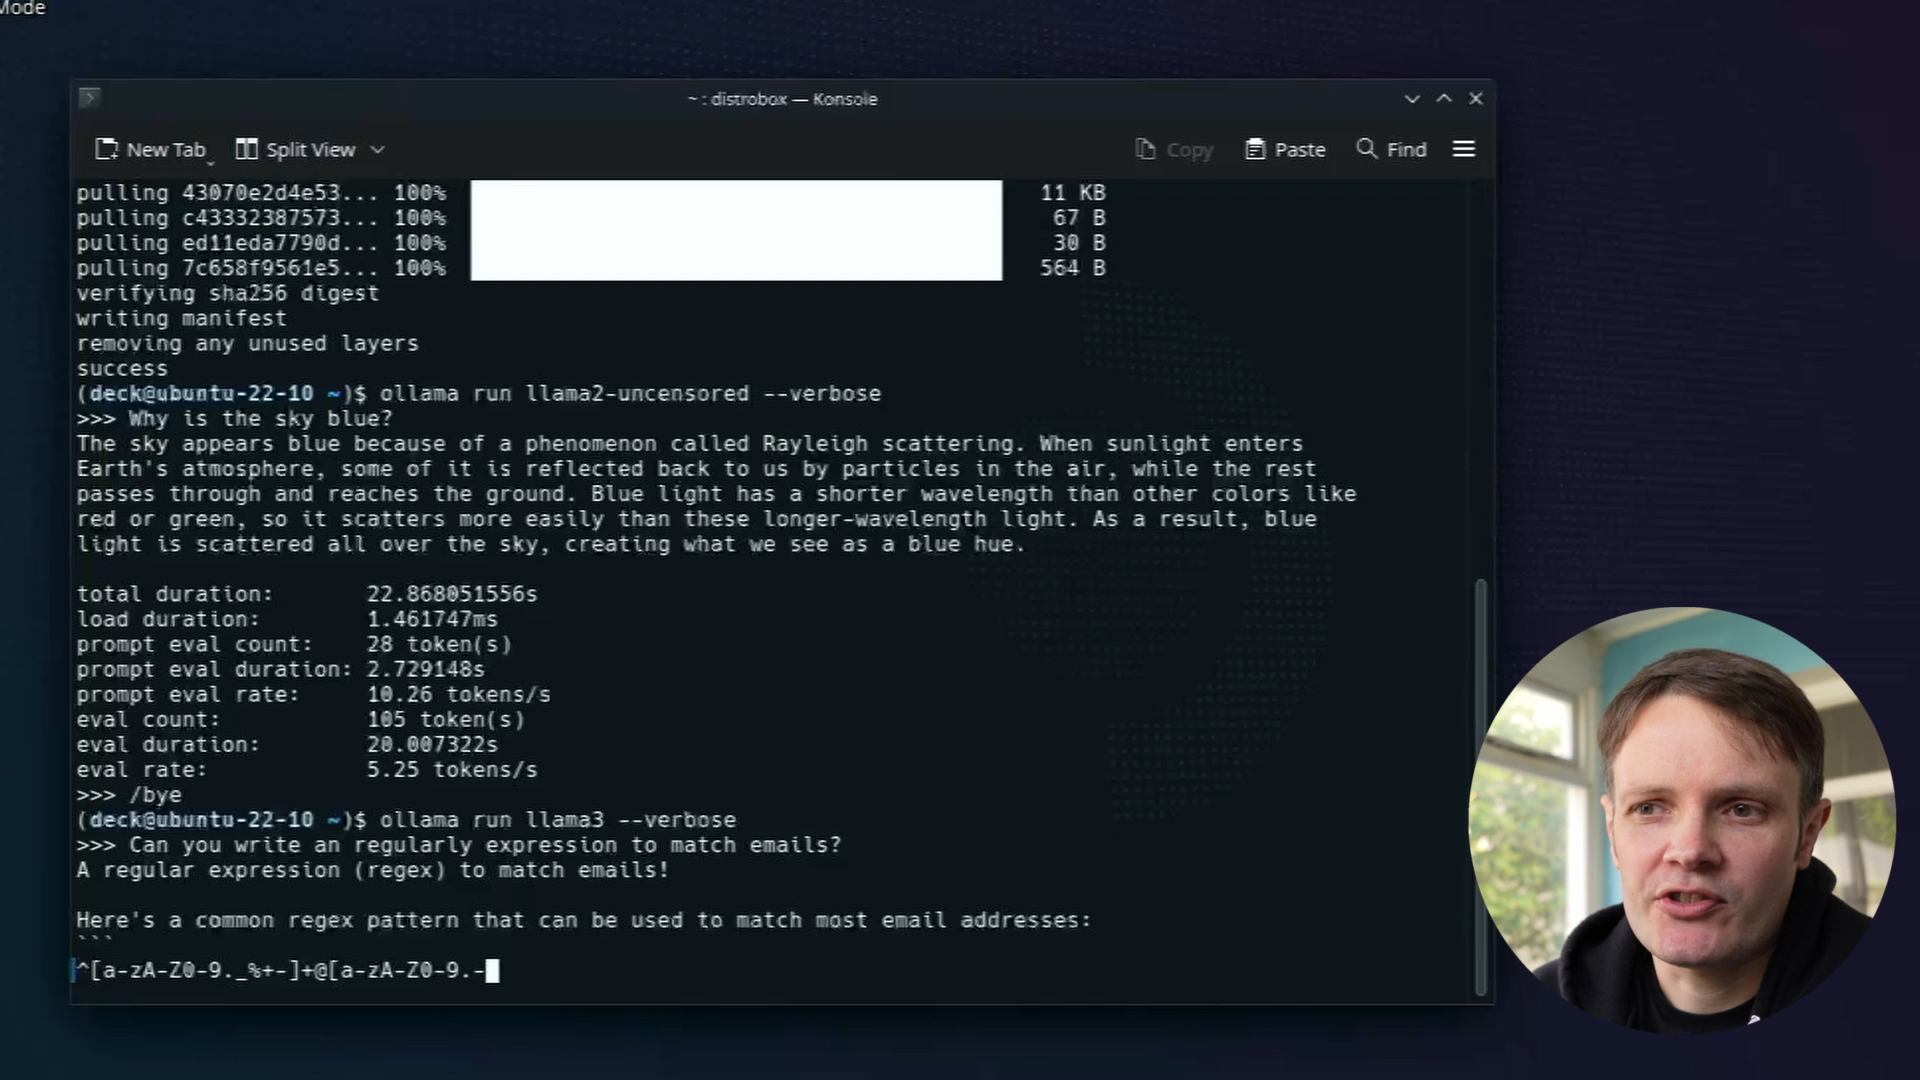 Mode
~ : distrobox — Konsole
New Tab Split View Copy Paste Find
pulling 43070e2d4e53... 100% 11 KB
pulling c43332387573... 100% 67 B
pulling ed11eda7790d... 100% 30 B
pulling 7c658f9561e5... 100% 564 B
verifying sha256 digest
writing manifest
removing any unused layers
success
(deck@ubuntu-22-10 ~)$ ollama run llama2-uncensored --verbose
>>> Why is the sky blue?
The sky appears blue because of a phenomenon called Rayleigh scattering. When sunlight enters
Earth's atmosphere, some of it is reflected back to us by particles in the air, while the rest
passes through and reaches the ground. Blue light has a shorter wavelength than other colors like
red or green, so it scatters more easily than these longer-wavelength light. As a result, blue
light is scattered all over the sky, creating what we see as a blue hue.
total duration: 22.868051556s
load duration: 1.461747ms
prompt eval count: 28 token(s)
prompt eval duration: 2.729148s
prompt eval rate: 10.26 tokens/s
eval count: 105 token(s)
eval duration: 20.007322s
eval rate: 5.25 tokens/s
>>> /bye
(deck@ubuntu-22-10 ~)$ ollama run llama3 --verbose
>>> Can you write an regularly expression to match emails?
A regular expression (regex) to match emails!
Here's a common regex pattern that can be used to match most email addresses:
```
^[a-zA-Z0-9._%+-]+@[a-zA-Z0-9.-